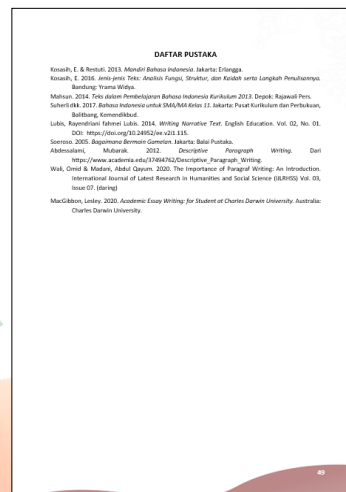 DAFTAR PUSTAKA
Kosasih, E. & Restuti. 2013. Mandiri Bahasa Indonesia. Jakarta: Erlangga.
Kosasih, E. 2016. Jenis-jenis Teks: Analisis Fungsi, Struktur, dan Kaidah serta Langkah Penulisannya.
Bandung: Yrama Widya.
Mahsun. 2014. Teks dalam Pembelajaran Bahasa Indonesia Kurikulum 2013. Depok: Rajawali Pers.
Suherli dkk. 2017. Bahasa Indonesia untuk SMA/MA Kelas 11. Jakarta: Pusat Kurikulum dan Perbukuan,
Balitbang, Kemendikbud.
Lubis, Rayendriani fahmei Lubis. 2014. Writing Narrative Text. English Education. Vol. 02, No. 01.
DOI: https://doi.org/10.24952/ee.v2i1.115.
Seeroso. 2005. Bagaimana Bermain Gamelan. Jakarta: Balai Pustaka.
Abdessalami, Mubarak. 2012. Descriptive Paragraph Writing. Dari
https://www.academia.edu/37494762/Descriptive_Paragraph_Writing.
Wali, Omid & Madani, Abdul Qayum. 2020. The Importance of Paragraf Writing: An Introduction.
International Journal of Latest Research in Humanities and Social Science (IJLRHSS) Vol. 03,
Issue 07. (daring)
MacGibbon, Lesley. 2020. Academic Essay Writing: for Student at Charles Darwin University. Australia:
Charles Darwin University.
49